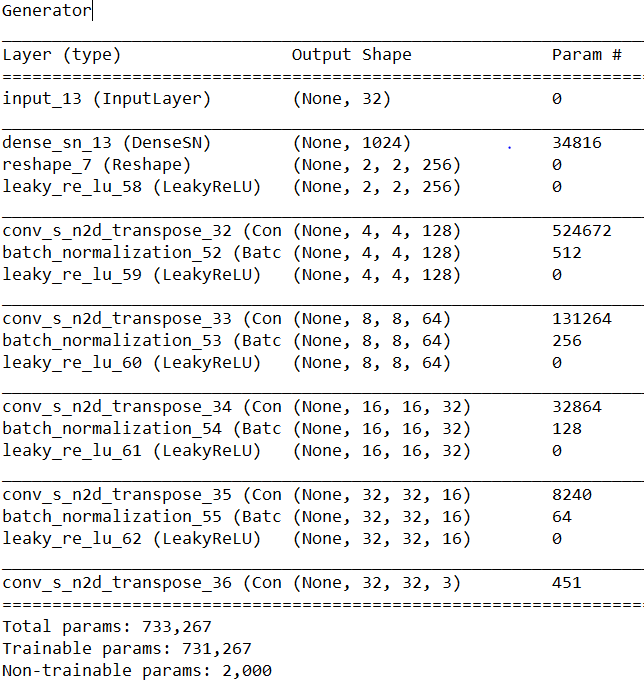 Generator
Layer (type) Output Shape Param #
input_13 (InputLayer) (None, 32) 0
dense_sn_13 (DenseSN) (None, 1024) 34816
reshape_7 (Reshape) (None, 2, 2, 256) 0
leaky_re_lu_58 (LeakyReLU) (None, 2, 2, 256) 0
conv_s_n2d_transpose_32 (Con (None, 4, 4, 128) 524672
batch_normalization_52 (Batc (None, 4, 4, 128) 512
leaky_re_lu_59 (LeakyReLU) (None, 4, 4, 128) 0
conv_s_n2d_transpose_33 (Con (None, 8, 8, 64) 131264
batch_normalization_53 (Batc (None, 8, 8, 64) 256
leaky_re_lu_60 (LeakyReLU) (None, 8, 8, 64) 0
conv_s_n2d_transpose_34 (Con (None, 16, 16, 32) 32864
batch_normalization_54 (Batc (None, 16, 16, 32) 128
leaky_re_lu_61 (LeakyReLU) (None, 16, 16, 32) 0
conv_s_n2d_transpose_35 (Con (None, 32, 32, 16) 8240
batch_normalization_55 (Batc (None, 32, 32, 16) 64
leaky_re_lu_62 (LeakyReLU) (None, 32, 32, 16) 0
conv_s_n2d_transpose_36 (Con (None, 32, 32, 3) 451
Total params: 733,267
Trainable params: 731,267
Non-trainable params: 2,000